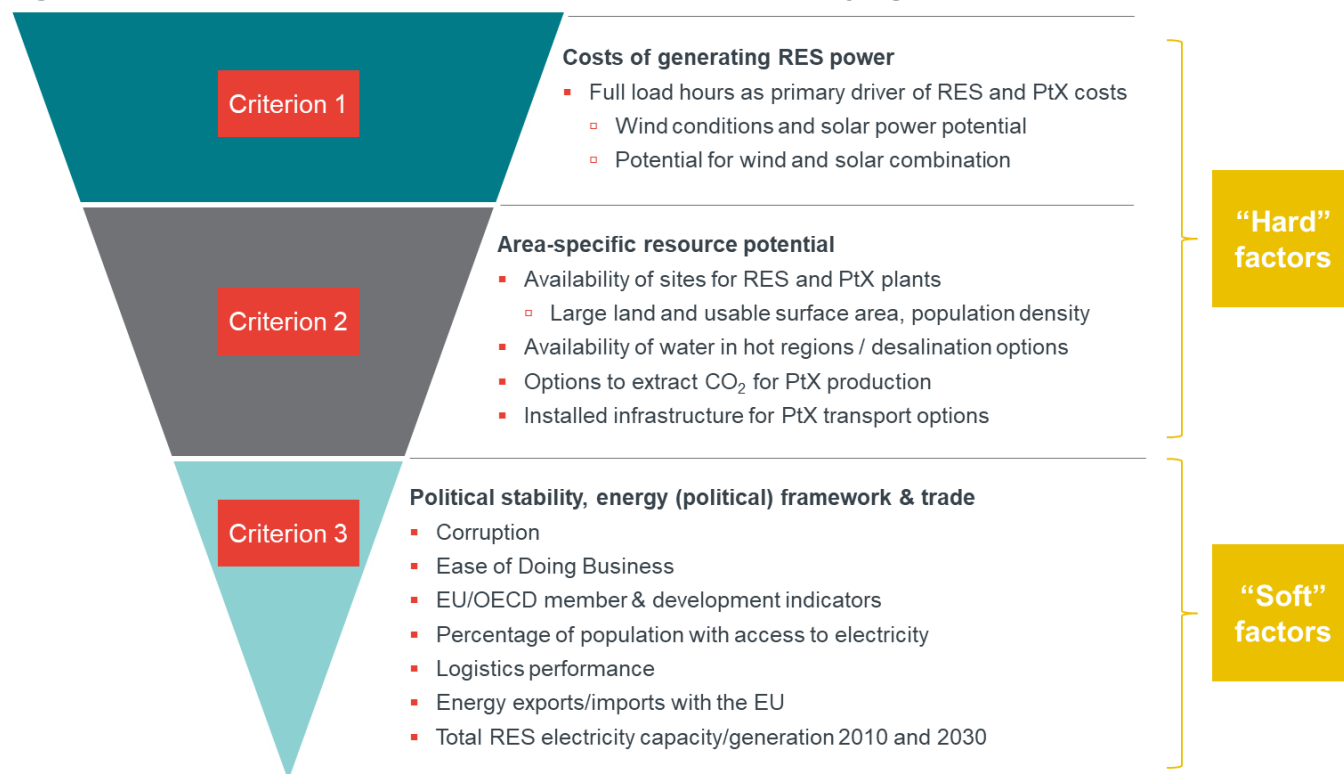 Criterion 1
Costs of generating RES power
Full load hours as primary driver of RES and PtX costs
Wind conditions and solar power potential
Potential for wind and solar combination
Criterion 2
Area-specific resource potential
Availability of sites for RES and PtX plants
Large land and usable surface area, population density
Availability of water in hot regions / desalination options
Options to extract CO₂ for PtX production
Installed infrastructure for PtX transport options
“Hard”
factors
Criterion 3
Political stability, energy (political) framework & trade
Corruption
Ease of Doing Business
EU/OECD member & development indicators
Percentage of population with access to electricity
Logistics performance
Energy exports/imports with the EU
Total RES electricity capacity/generation 2010 and 2030
“Soft”
factors